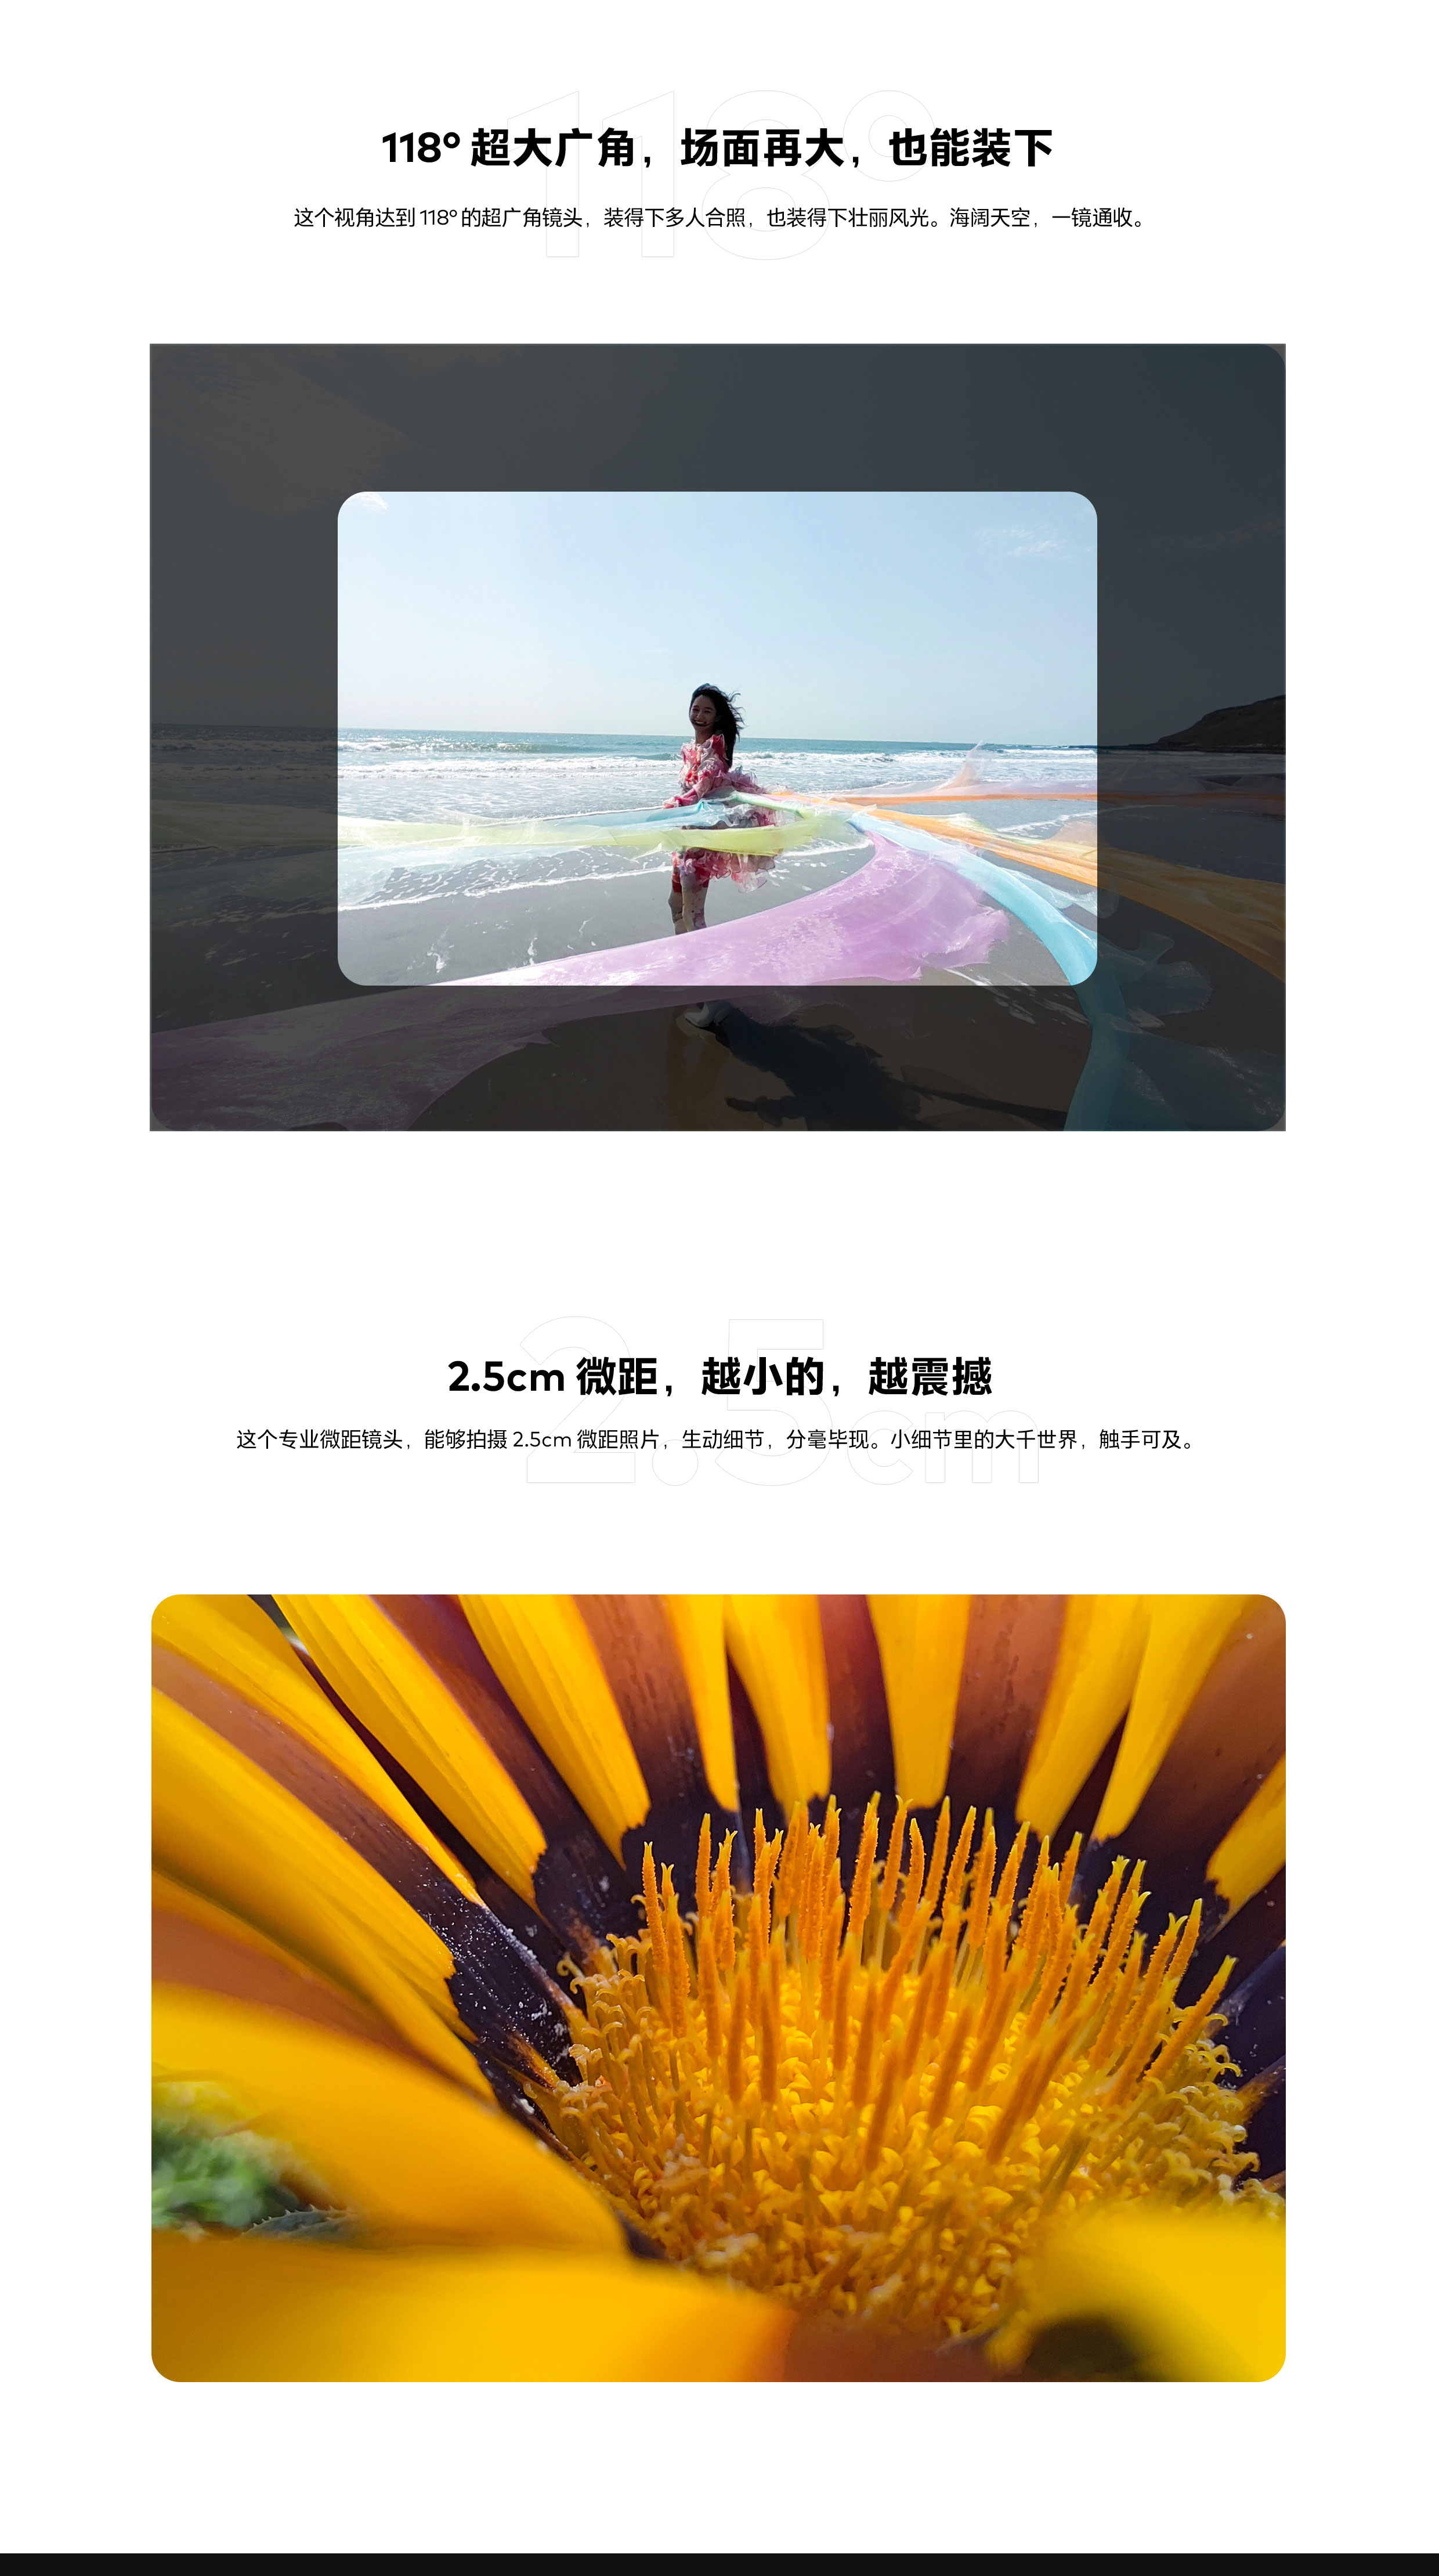 118°
118° 超大广角，场面再大，也能装下
这个视角达到 118° 的超广角镜头，装得下多人合照，也装得下壮丽风光。海阔天空，一镜通收。
2.5cm
2.5cm 微距，越小的，越震撼
这个专业微距镜头，能够拍摄 2.5cm 微距照片，生动细节，分毫毕现。小细节里的大千世界，触手可及。